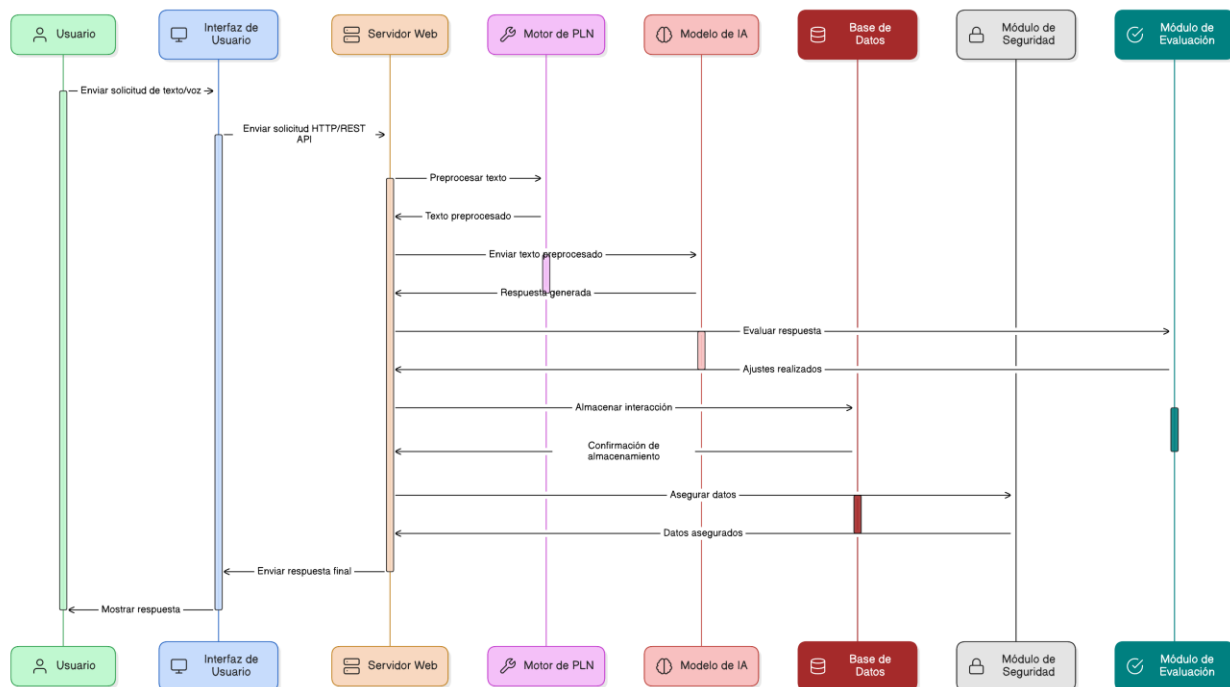 Usuario
Interfaz de
Usuario
Servidor Web
Motor de PLN
Modelo de IA
Base de
Datos
Módulo de
Seguridad
Módulo de
Evaluación
Enviar solicitud de texto/voz
Enviar solicitud HTTP/REST
API
Preprocesar texto
Texto preprocesado
Enviar texto preprocesado
Respuesta generada
Evaluar respuesta
Ajustes realizados
Almacenar interacción
Confirmación de
almacenamiento
Asegurar datos
Datos asegurados
Enviar respuesta final
Mostrar respuesta
Usuario
Interfaz de
Usuario
Servidor Web
Motor de PLN
Modelo de IA
Base de
Datos
Módulo de
Seguridad
Módulo de
Evaluación